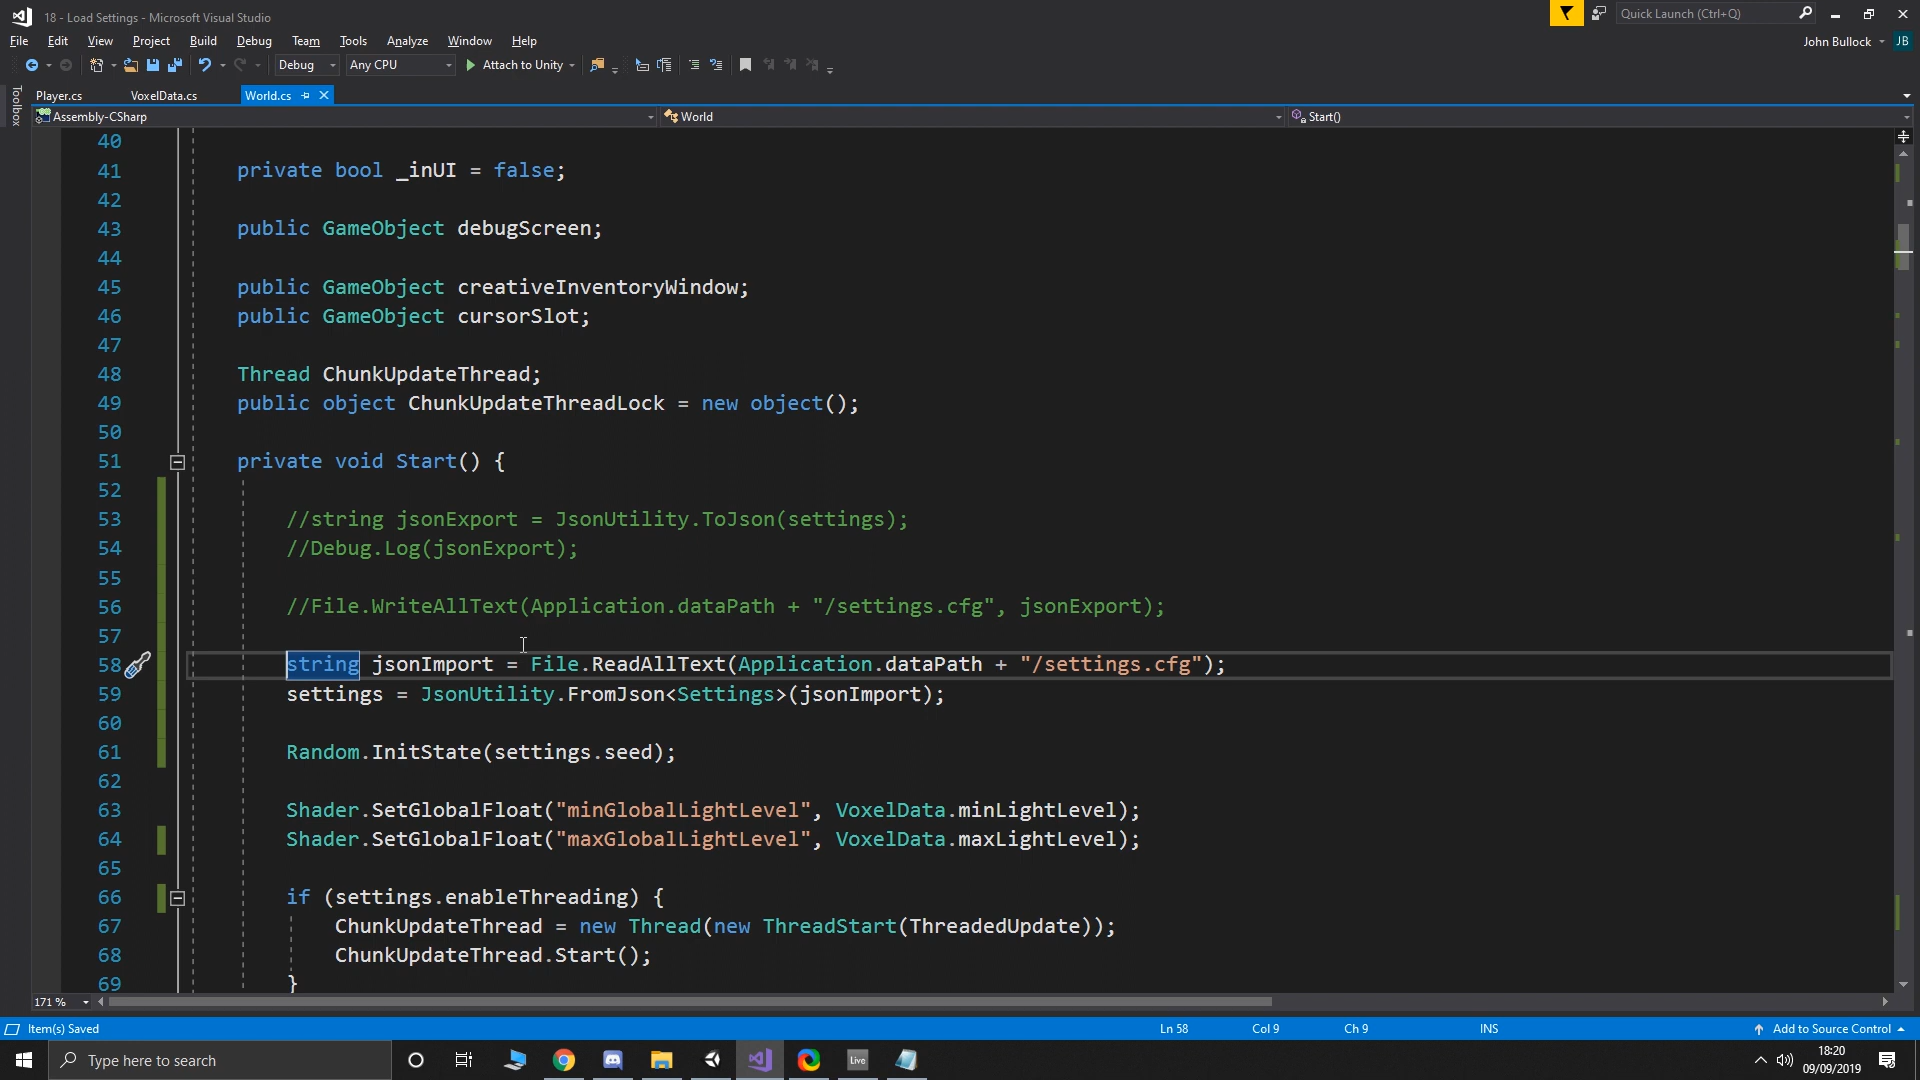 18 - Load Settings - Microsoft Visual Studio
Quick Launch (Ctrl+Q)
File Edit View Project Build Debug Team Tools Analyze Window Help
John Bullock JB
Debug Any CPU Attach to Unity
Toolbox
Player.cs VoxelData.cs World.cs
Assembly-CSharp World Start()
40
41 private bool _inUI = false;
42
43 public GameObject debugScreen;
44
45 public GameObject creativeInventoryWindow;
46 public GameObject cursorSlot;
47
48 Thread ChunkUpdateThread;
49 public object ChunkUpdateThreadLock = new object();
50
51 private void Start() {
52
53 //string jsonExport = JsonUtility.ToJson(settings);
54 //Debug.Log(jsonExport);
55
56 //File.WriteAllText(Application.dataPath + "/settings.cfg", jsonExport);
57
58 string jsonImport = File.ReadAllText(Application.dataPath + "/settings.cfg");
59 settings = JsonUtility.FromJson<Settings>(jsonImport);
60
61 Random.InitState(settings.seed);
62
63 Shader.SetGlobalFloat("minGlobalLightLevel", VoxelData.minLightLevel);
64 Shader.SetGlobalFloat("maxGlobalLightLevel", VoxelData.maxLightLevel);
65
66 if (settings.enableThreading) {
67 ChunkUpdateThread = new Thread(new ThreadStart(ThreadedUpdate));
68 ChunkUpdateThread.Start();
69 }
171 %
Item(s) Saved Ln 58 Col 9 Ch 9 INS Add to Source Control
Type here to search
Live
18:20
09/09/2019